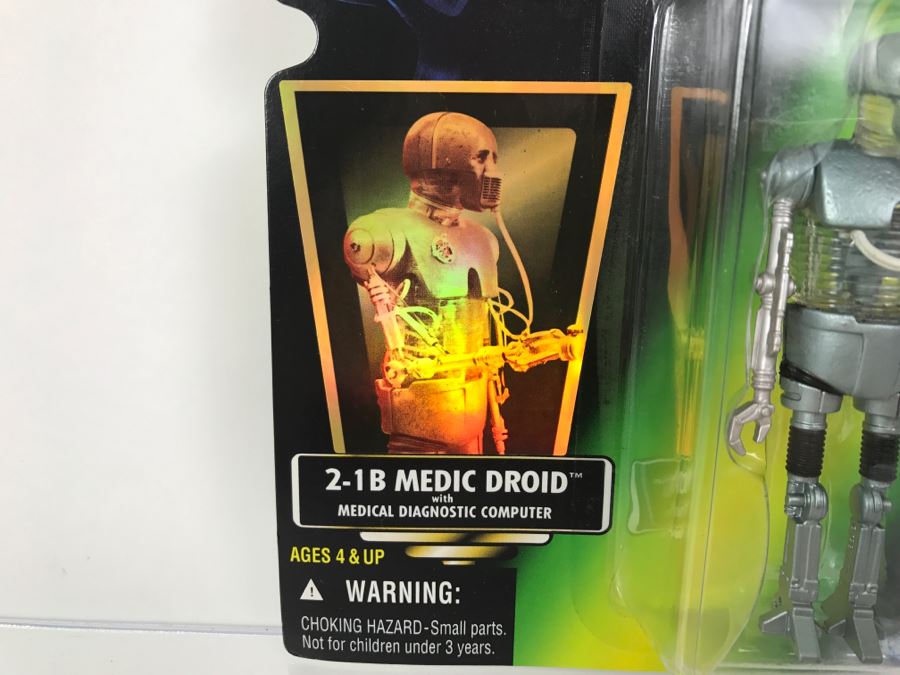 2-1B MEDIC DROID™
with
MEDICAL DIAGNOSTIC COMPUTER
AGES 4 & UP
⚠ WARNING:
CHOKING HAZARD-Small parts.
Not for children under 3 years.